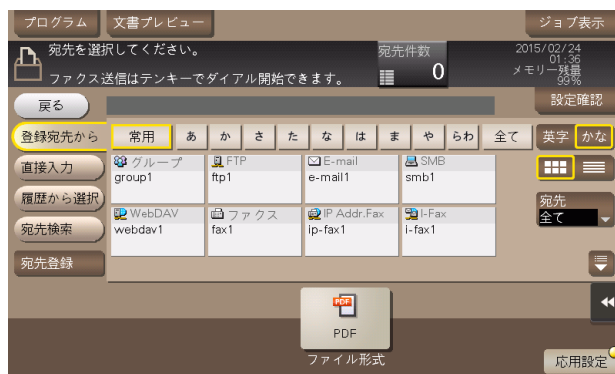 プログラム
文書プレビュー
ジョブ表示
宛先を選択してください。
ファクス送信はテンキーでダイアル開始できます。
宛先件数
0
2015/02/24
01:36
メモリー残量
99%
戻る
設定確認
登録宛先から
常用
あ
か
さ
た
な
は
ま
や
らわ
全て
英字
かな
直接入力
グループ
group1
FTP
ftp1
E-mail
e-mail1
SMB
smb1
履歴から選択
宛先
全て
宛先検索
WebDAV
webdav1
ファクス
fax1
IP Addr.Fax
ip-fax1
I-Fax
i-fax1
宛先登録
PDF
PDF
ファイル形式
応用設定